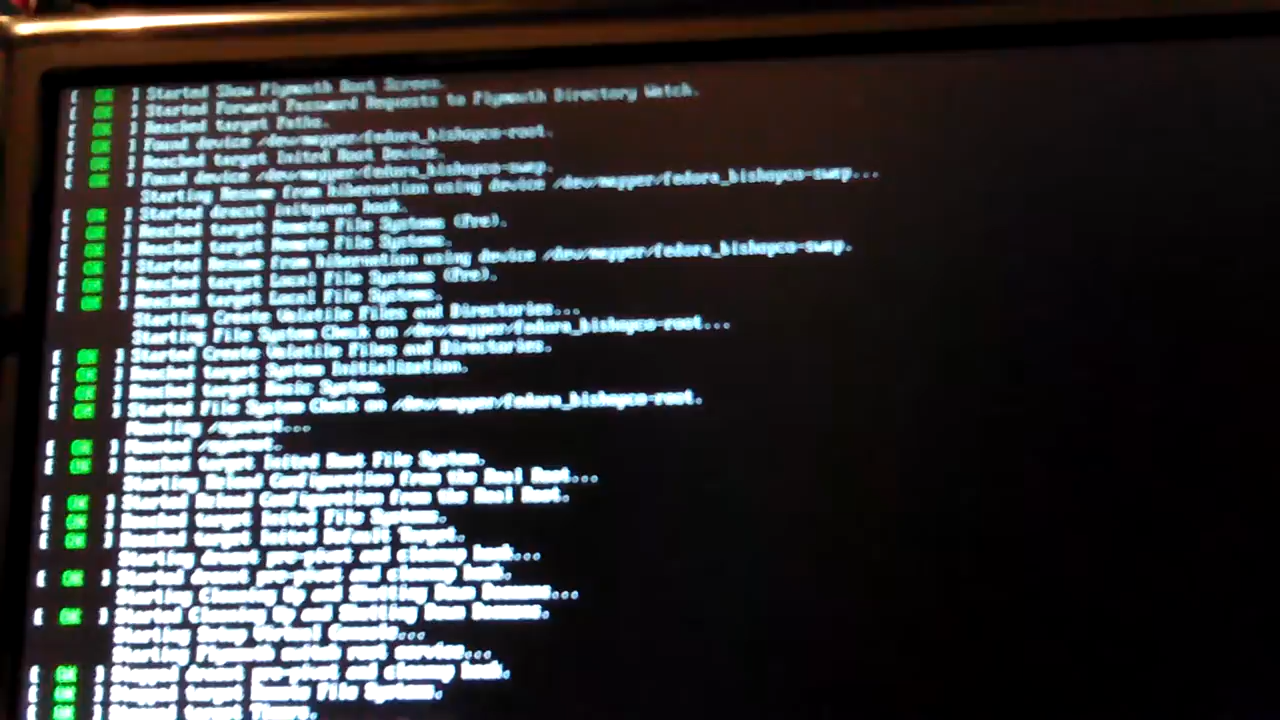 [ OK ] Started Show Plymouth Boot Screen.
[ OK ] Started Forward Password Requests to Plymouth Directory Watch.
[ OK ] Reached target Paths.
[ OK ] Found device /dev/mapper/fedora_bishopco-root.
[ OK ] Reached target Initrd Root Device.
[ OK ] Found device /dev/mapper/fedora_bishopco-swap.
Starting Resume from hibernation using device /dev/mapper/fedora_bishopco-swap...
[ OK ] Started dracut initqueue hook.
[ OK ] Reached target Remote File Systems (Pre).
[ OK ] Reached target Remote File Systems.
[ OK ] Started Resume from hibernation using device /dev/mapper/fedora_bishopco-swap.
[ OK ] Reached target Local File Systems (Pre).
[ OK ] Reached target Local File Systems.
Starting Create Volatile Files and Directories...
Starting File System Check on /dev/mapper/fedora_bishopco-root...
[ OK ] Started Create Volatile Files and Directories.
[ OK ] Reached target System Initialization.
[ OK ] Reached target Basic System.
[ OK ] Started File System Check on /dev/mapper/fedora_bishopco-root.
Mounting /sysroot...
[ OK ] Mounted /sysroot.
[ OK ] Reached target Initrd Root File System.
Starting Reload Configuration from the Real Root...
[ OK ] Started Reload Configuration from the Real Root.
[ OK ] Reached target Initrd File Systems.
[ OK ] Reached target Initrd Default Target.
Starting dracut pre-pivot and cleanup hook...
[ OK ] Started dracut pre-pivot and cleanup hook.
Starting Cleaning Up and Shutting Down Daemons...
[ OK ] Started Cleaning Up and Shutting Down Daemons.
Starting Setup Virtual Console...
Starting Plymouth switch root service...
[ OK ] Stopped dracut pre-pivot and cleanup hook.
[ OK ] Stopped target Remote File Systems.
[ OK ] Stopped target Timers.